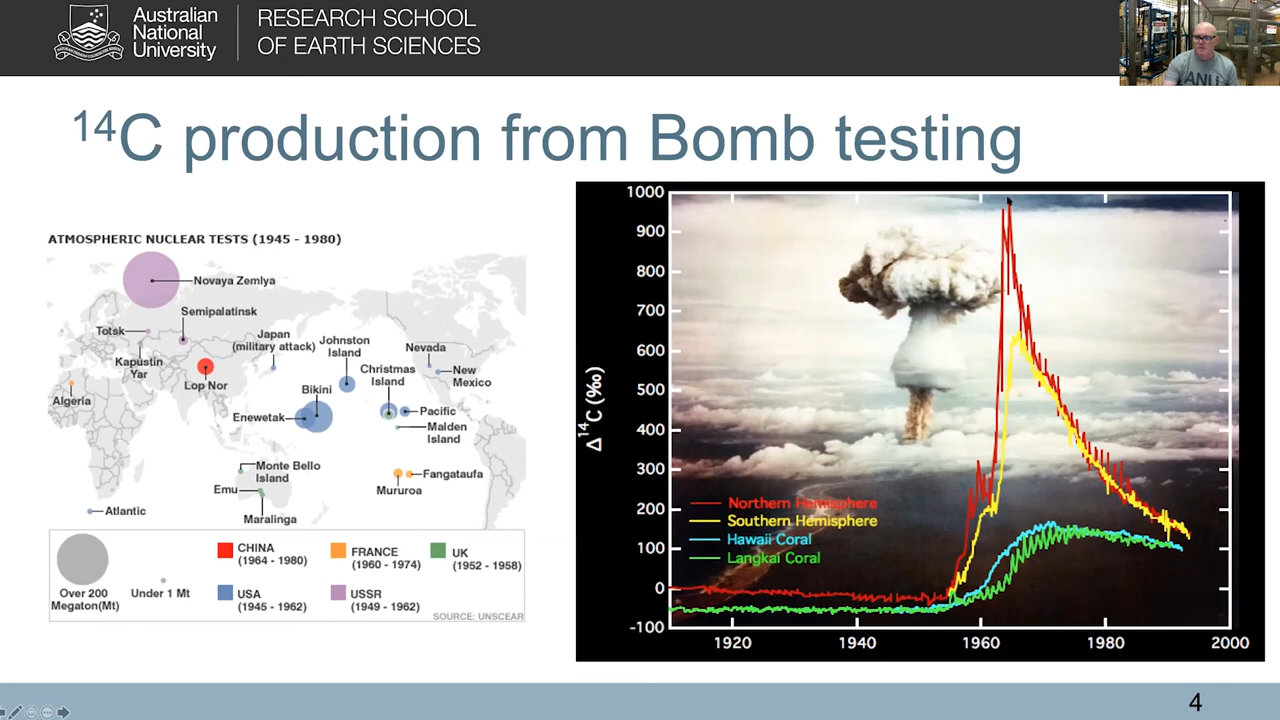 Australian
National
University
RESEARCH SCHOOL
OF EARTH SCIENCES
ANU
14C production from Bomb testing
ATMOSPHERIC NUCLEAR TESTS (1945 - 1980)
Novaya Zemlya
Semipalatinsk
Totsk
Kapustin
Yar
Japan
(military attack)
Johnston
Island
Nevada
New
Mexico
Christmas
Island
Lop Nor
Algeria
Bikini
Enewetak
Pacific
Malden
Island
Monte Bello
Island
Emu
Maralinga
Fangataufa
Mururoa
Atlantic
Over 200
Megaton(Mt)
Under 1 Mt
CHINA
(1964 - 1980)
FRANCE
(1960 - 1974)
UK
(1952 - 1958)
USA
(1945 - 1962)
USSR
(1949 - 1962)
SOURCE: UNSCEAR
Δ14C (‰)
1000
900
800
700
600
500
400
300
200
100
0
-100
Northern Hemisphere
Southern Hemisphere
Hawaii Coral
Langkai Coral
1920
1940
1960
1980
2000
4